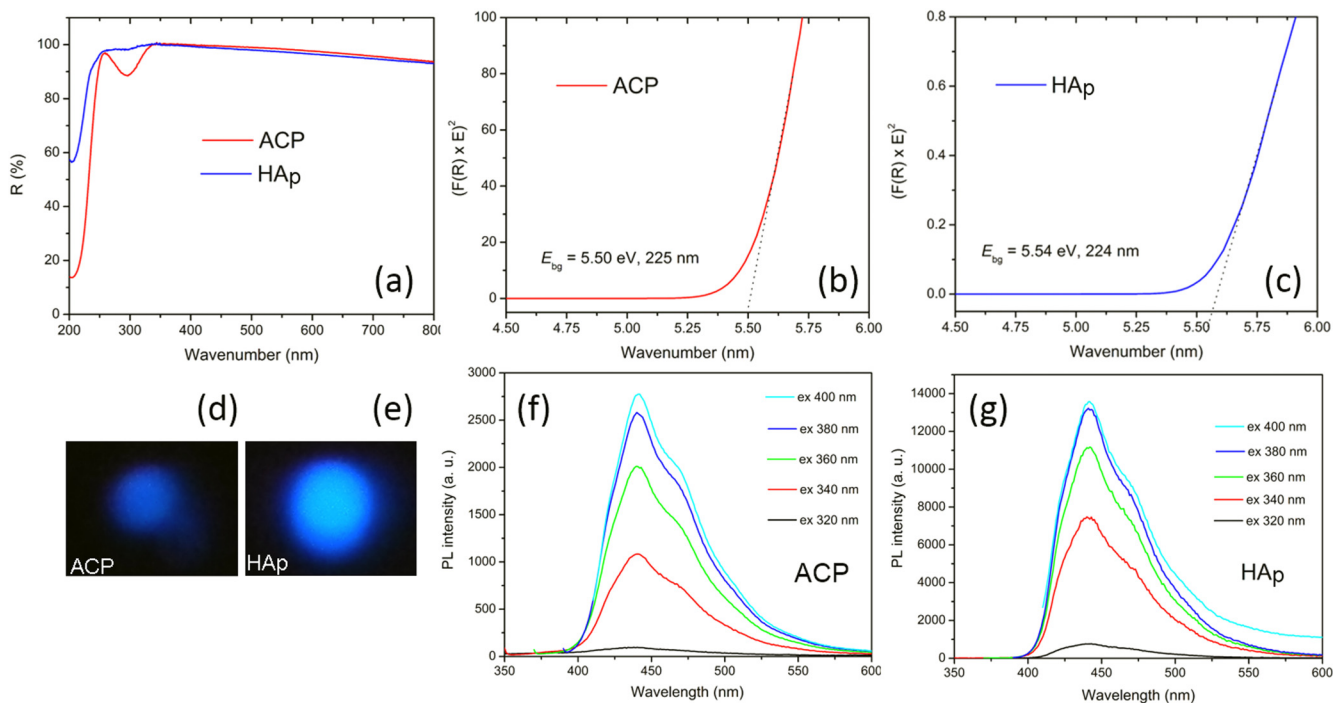 100
80
60
40
20
0
R (%)
ACP
HAp
(a)
200 300 400 500 600 700 800
Wavenumber (nm)
100
80
60
40
20
0
(F(R) x E)²
ACP
E_bg = 5.50 eV, 225 nm
(b)
4.50 4.75 5.00 5.25 5.50 5.75 6.00
Wavenumber (nm)
0.8
0.6
0.4
0.2
0.0
(F(R) x E)²
HAp
E_bg = 5.54 eV, 224 nm
(c)
4.50 4.75 5.00 5.25 5.50 5.75 6.00
Wavenumber (nm)
(d)
ACP
(e)
HAp
3000
2500
2000
1500
1000
500
0
PL intensity (a. u.)
(f)
ex 400 nm
ex 380 nm
ex 360 nm
ex 340 nm
ex 320 nm
ACP
350 400 450 500 550 600
Wavelength (nm)
14000
12000
10000
8000
6000
4000
2000
0
PL intensity (a. u.)
(g)
ex 400 nm
ex 380 nm
ex 360 nm
ex 340 nm
ex 320 nm
HAp
350 400 450 500 550 600
Wavelength (nm)